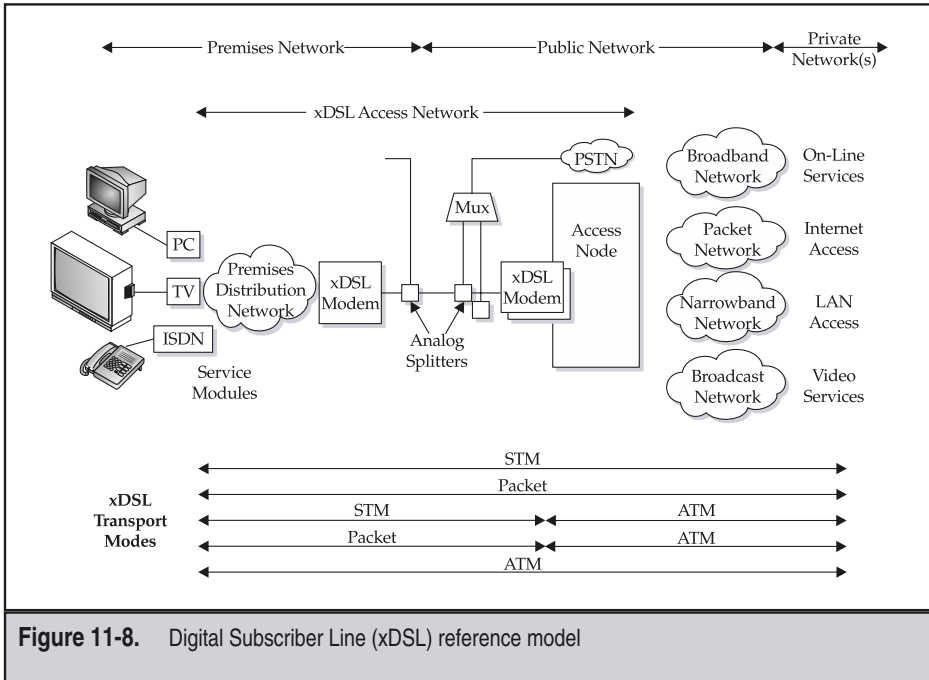 Premises Network
Public Network
Private
Network(s)
xDSL Access Network
PSTN
Mux
Access
Node
PC
TV
ISDN
Service
Modules
Premises
Distribution
Network
xDSL
Modem
Analog
Splitters
xDSL
Modem
Broadband
Network
On-Line
Services
Packet
Network
Internet
Access
Narrowband
Network
LAN
Access
Broadcast
Network
Video
Services
xDSL
Transport
Modes
STM
Packet
STM
ATM
Packet
ATM
ATM
Figure 11-8. Digital Subscriber Line (xDSL) reference model